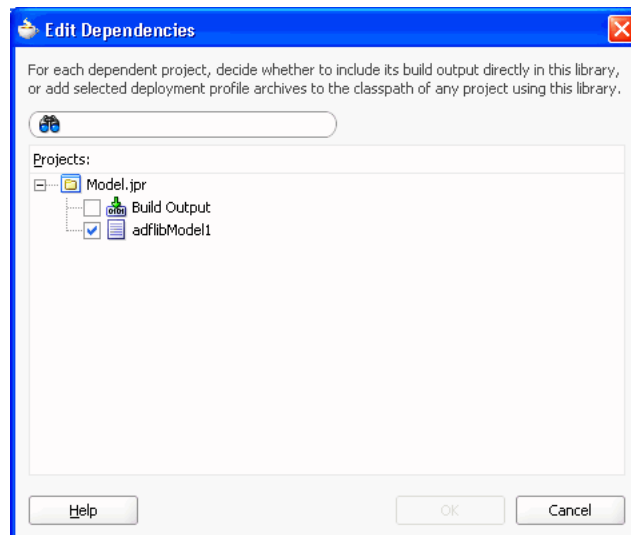 Edit Dependencies
For each dependent project, decide whether to include its build output directly in this library,
or add selected deployment profile archives to the classpath of any project using this library.
Projects:
Model.jpr
Build Output
adflibModel1
Help
OK
Cancel